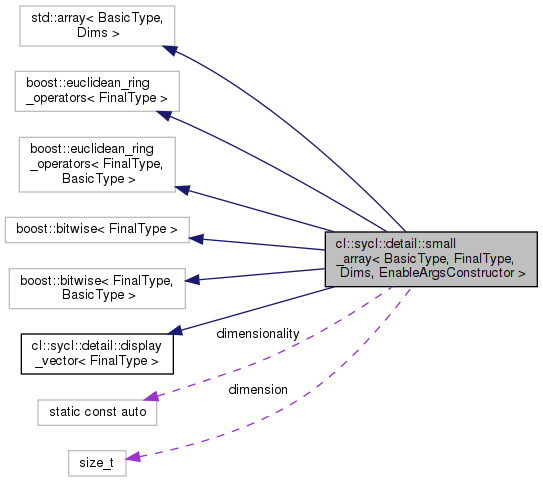 std::array< BasicType,
Dims >
boost::euclidean_ring
_operators< FinalType >
boost::euclidean_ring
_operators< FinalType,
BasicType >
boost::bitwise< FinalType >
boost::bitwise< FinalType,
BasicType >
cl::sycl::detail::display
_vector< FinalType >
static const auto
size_t
cl::sycl::detail::small
_array< BasicType, FinalType,
Dims, EnableArgsConstructor >
dimensionality
dimension